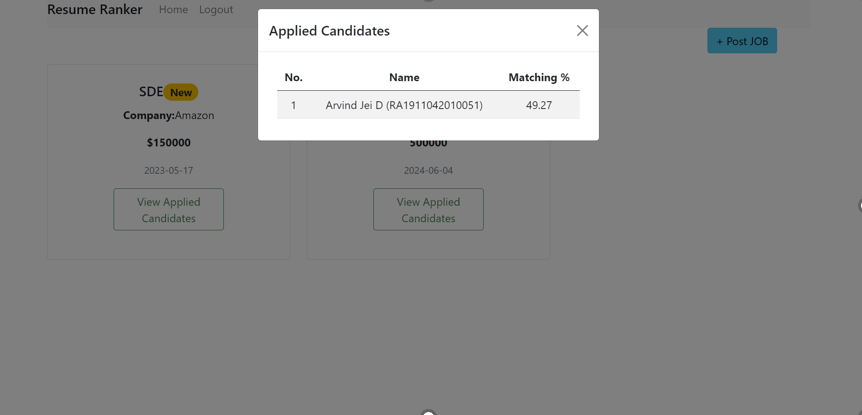 Resume Ranker Home Logout
Applied Candidates
+ Post JOB
No. Name Matching %
1 Arvind Jei D (RA1911042010051) 49.27
SDE New
Company:Amazon
$150000
500000
2023-05-17
2024-06-04
View Applied
Candidates
View Applied
Candidates